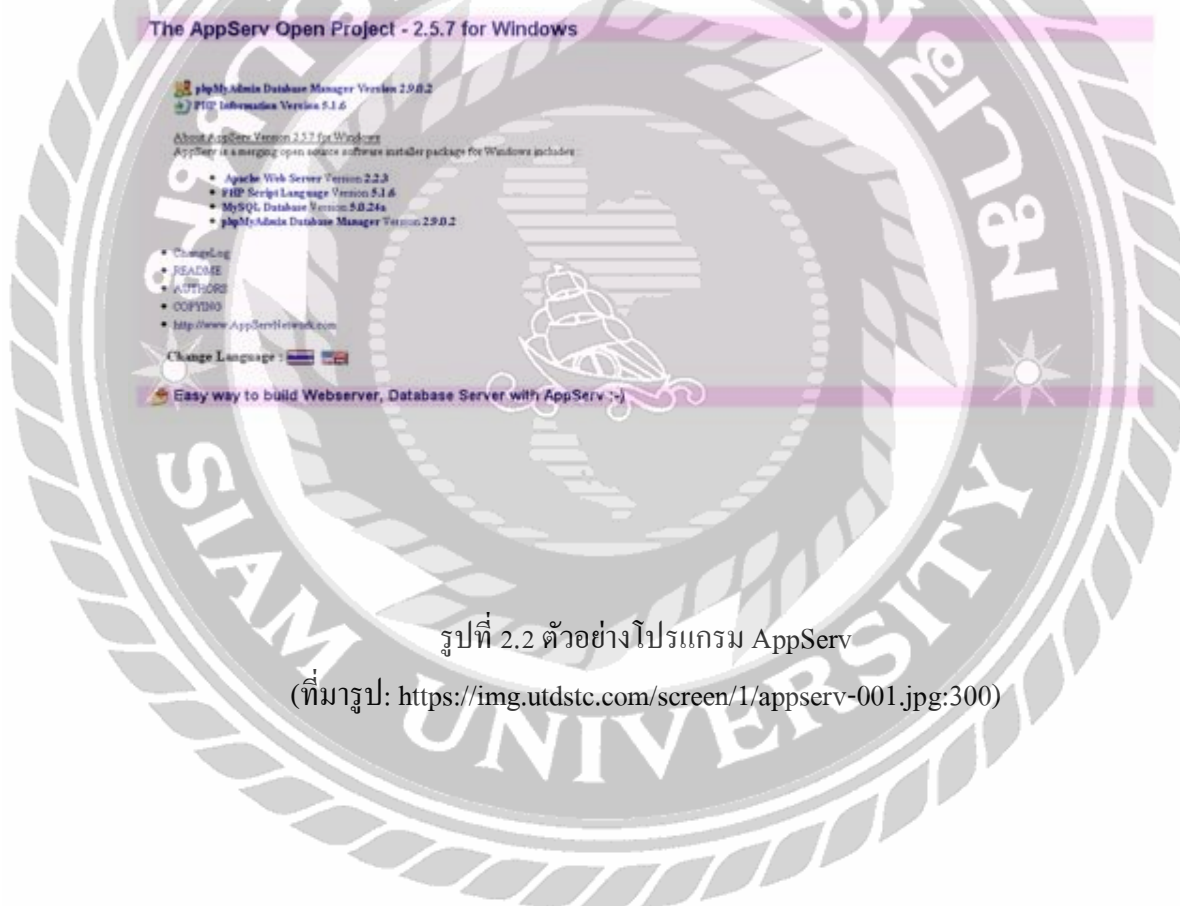 The AppServ Open Project - 2.5.7 for Windows
phpMyAdmin Database Manager Version 2.9.0.2
PHP Information Version 5.1.6
About AppServ Version 2.5.7 for Windows
AppServ is a merging open source software installer package for Windows includes :
• Apache Web Server Version 2.2.3
• PHP Script Language Version 5.1.6
• MySQL Database Version 5.0.24a
• phpMyAdmin Database Manager Version 2.9.0.2
• ChangeLog
• README
• AUTHORS
• COPYING
• http://www.AppServNetwork.com
Change Language :
Easy way to build Webserver, Database Server with AppServ :-)
SIAM UNIVERSITY
รูปที่ 2.2 ตัวอย่างโปรแกรม AppServ
(ที่มารูป: https://img.utdstc.com/screen/1/appserv-001.jpg:300)